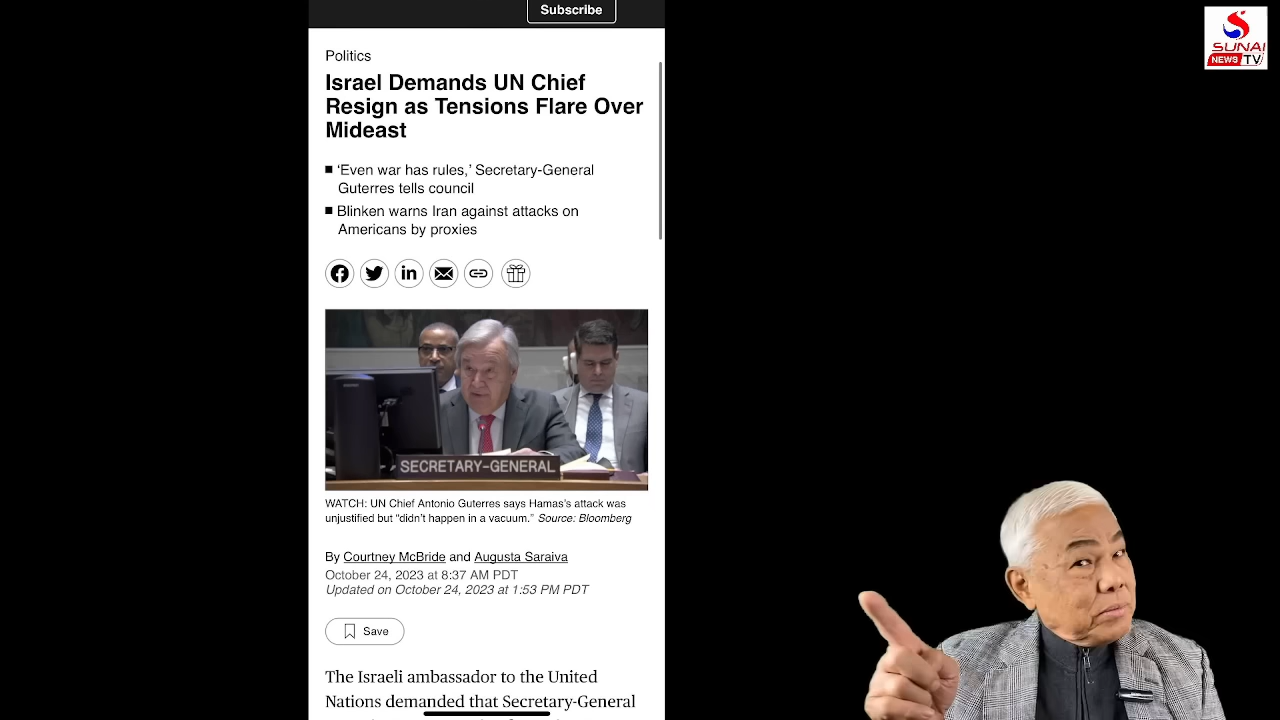 Subscribe
SUNAI
NEWS TV
Politics
Israel Demands UN Chief
Resign as Tensions Flare Over
Mideast
‘Even war has rules,’ Secretary-General
Guterres tells council
Blinken warns Iran against attacks on
Americans by proxies
SECRETARY-GENERAL
WATCH: UN Chief Antonio Guterres says Hamas's attack was
unjustified but “didn't happen in a vacuum.” Source: Bloomberg
By Courtney McBride and Augusta Saraiva
October 24, 2023 at 8:37 AM PDT
Updated on October 24, 2023 at 1:53 PM PDT
Save
The Israeli ambassador to the United
Nations demanded that Secretary-General